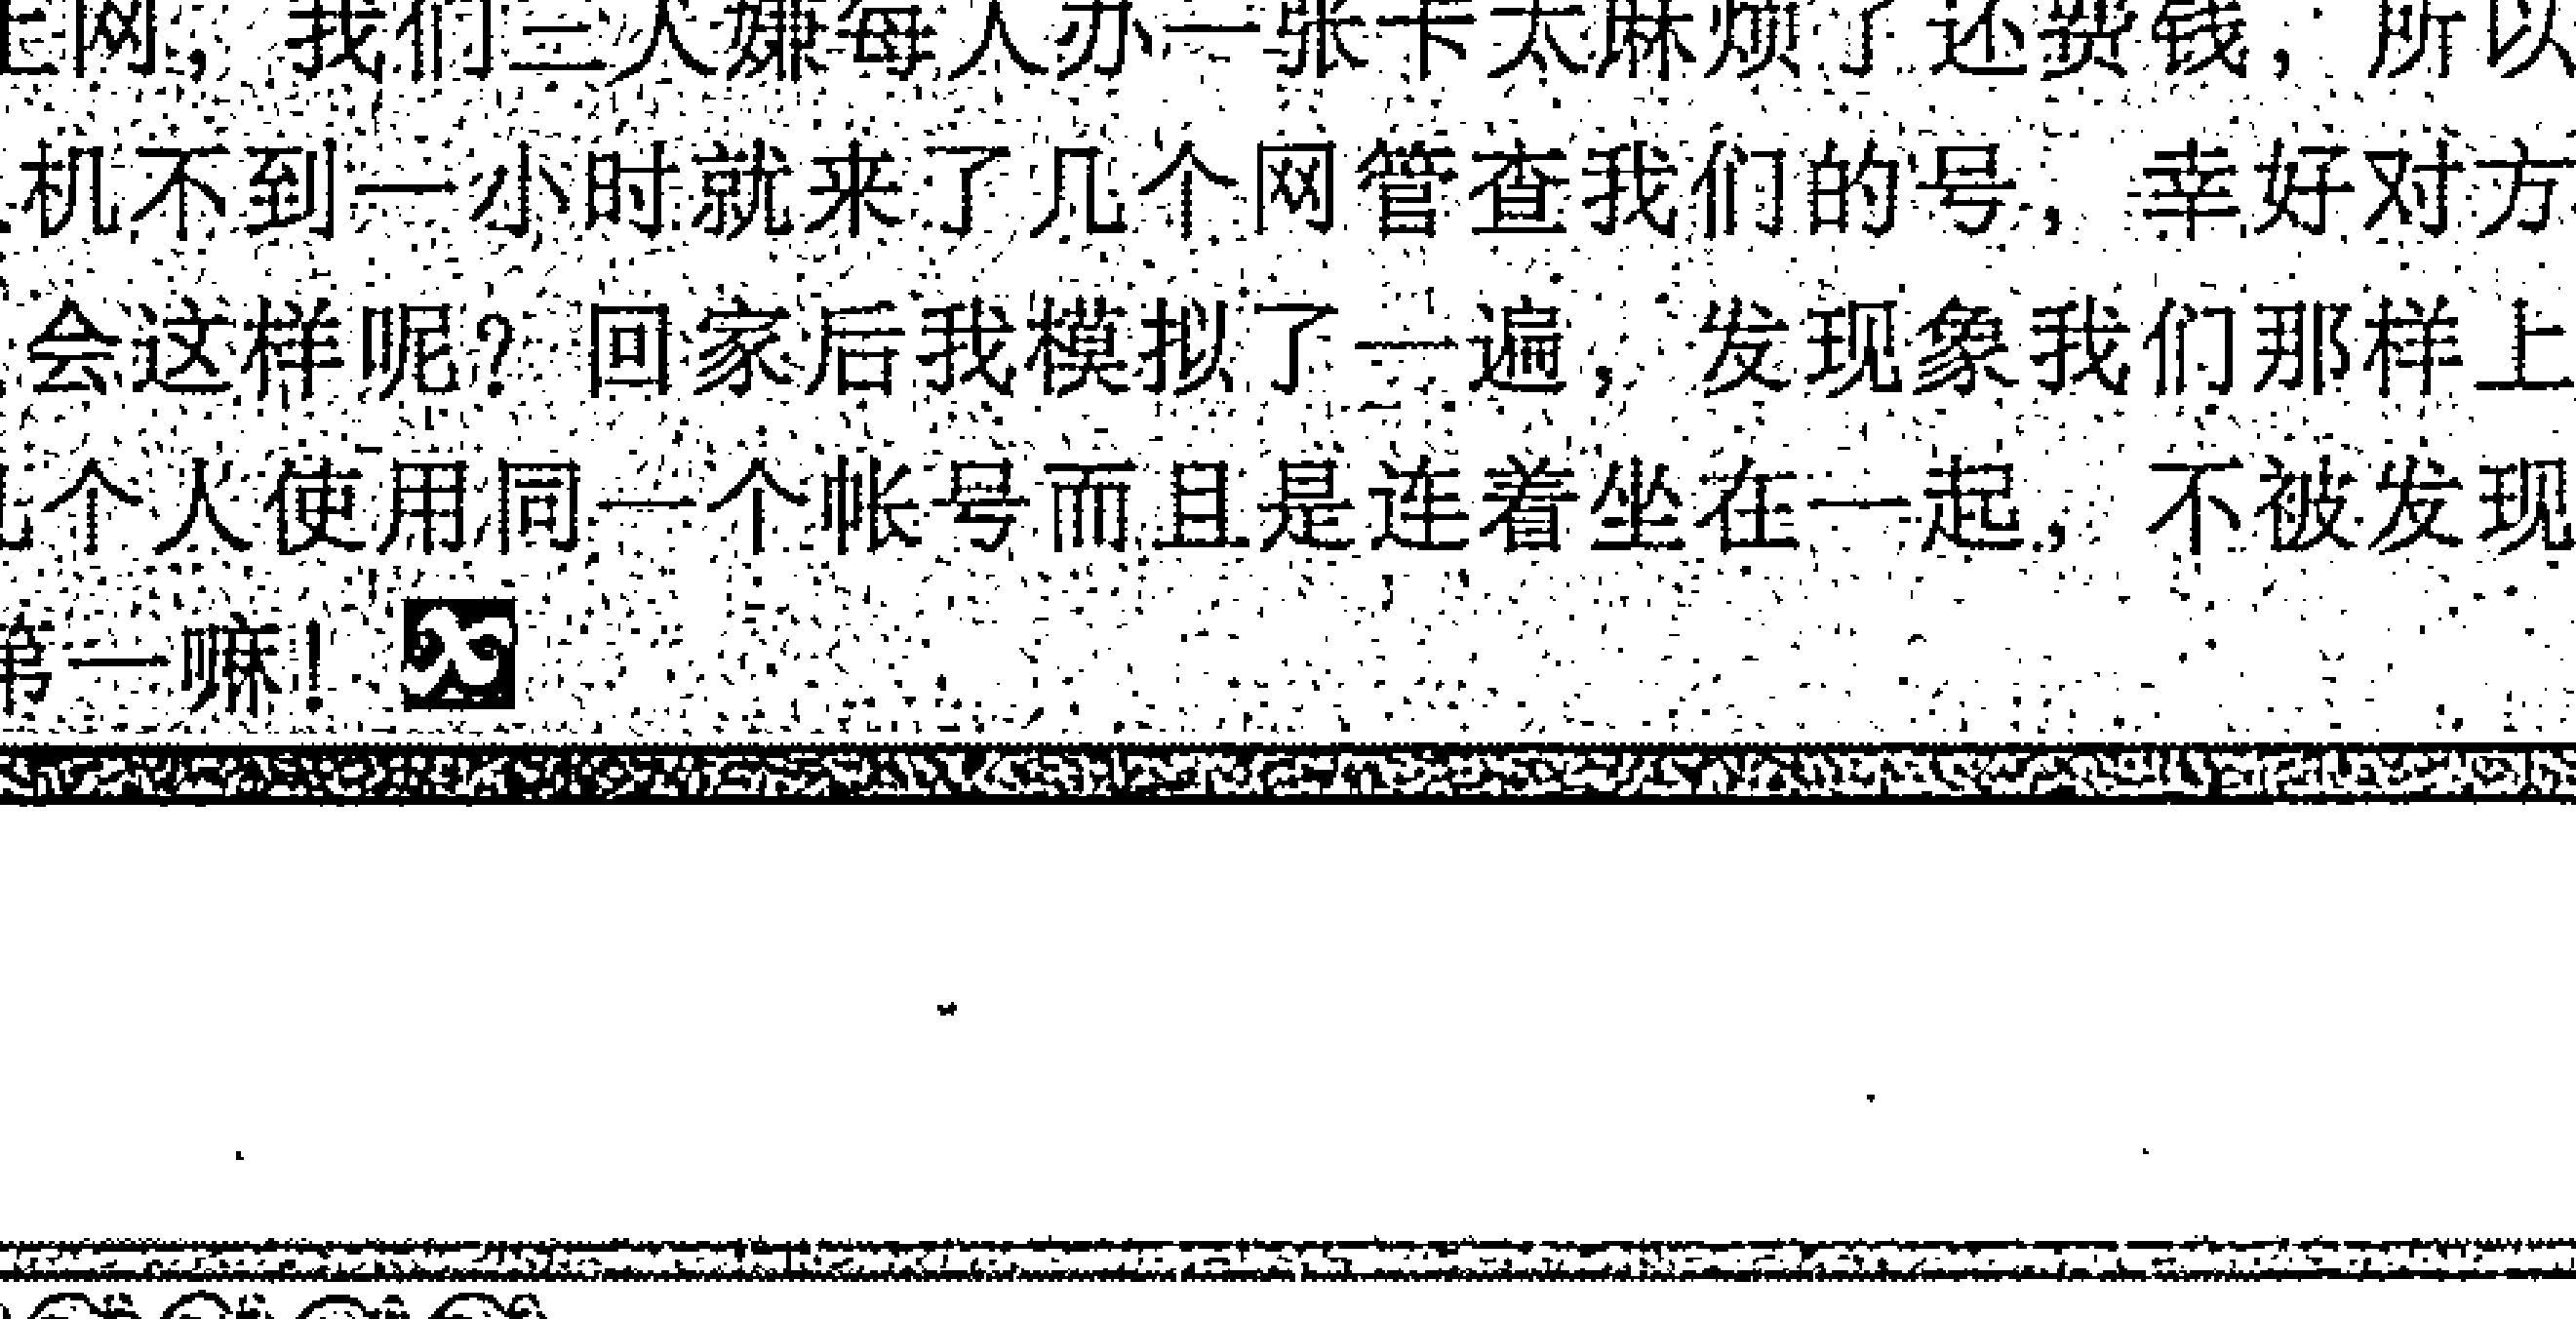 网，我们三人嫌每人办一张卡太麻烦了还费钱，所以
机不到一小时就来了几个网管查我们的号，幸好对方
会这样呢？回家后我模拟了一遍，发现象我们那样上
个人使用同一个帐号而且是连着坐在一起，不被发现
第一嘛！